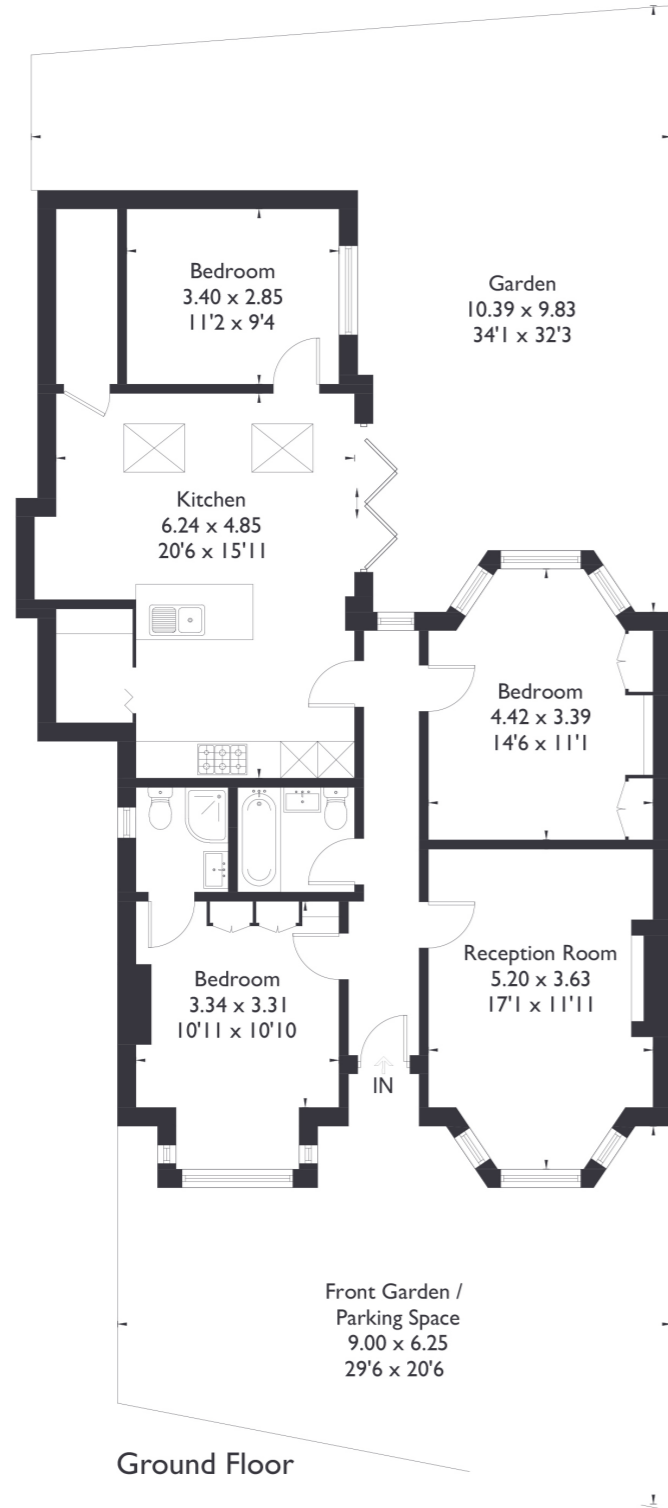 Bedroom
3.40 x 2.85
11'2 x 9'4
Garden
10.39 x 9.83
34'1 x 32'3
Kitchen
6.24 x 4.85
20'6 x 15'11
Bedroom
4.42 x 3.39
14'6 x 11'1
Reception Room
5.20 x 3.63
17'1 x 11'11
Bedroom
3.34 x 3.31
10'11 x 10'10
IN
Front Garden /
Parking Space
9.00 x 6.25
29'6 x 20'6
Ground Floor